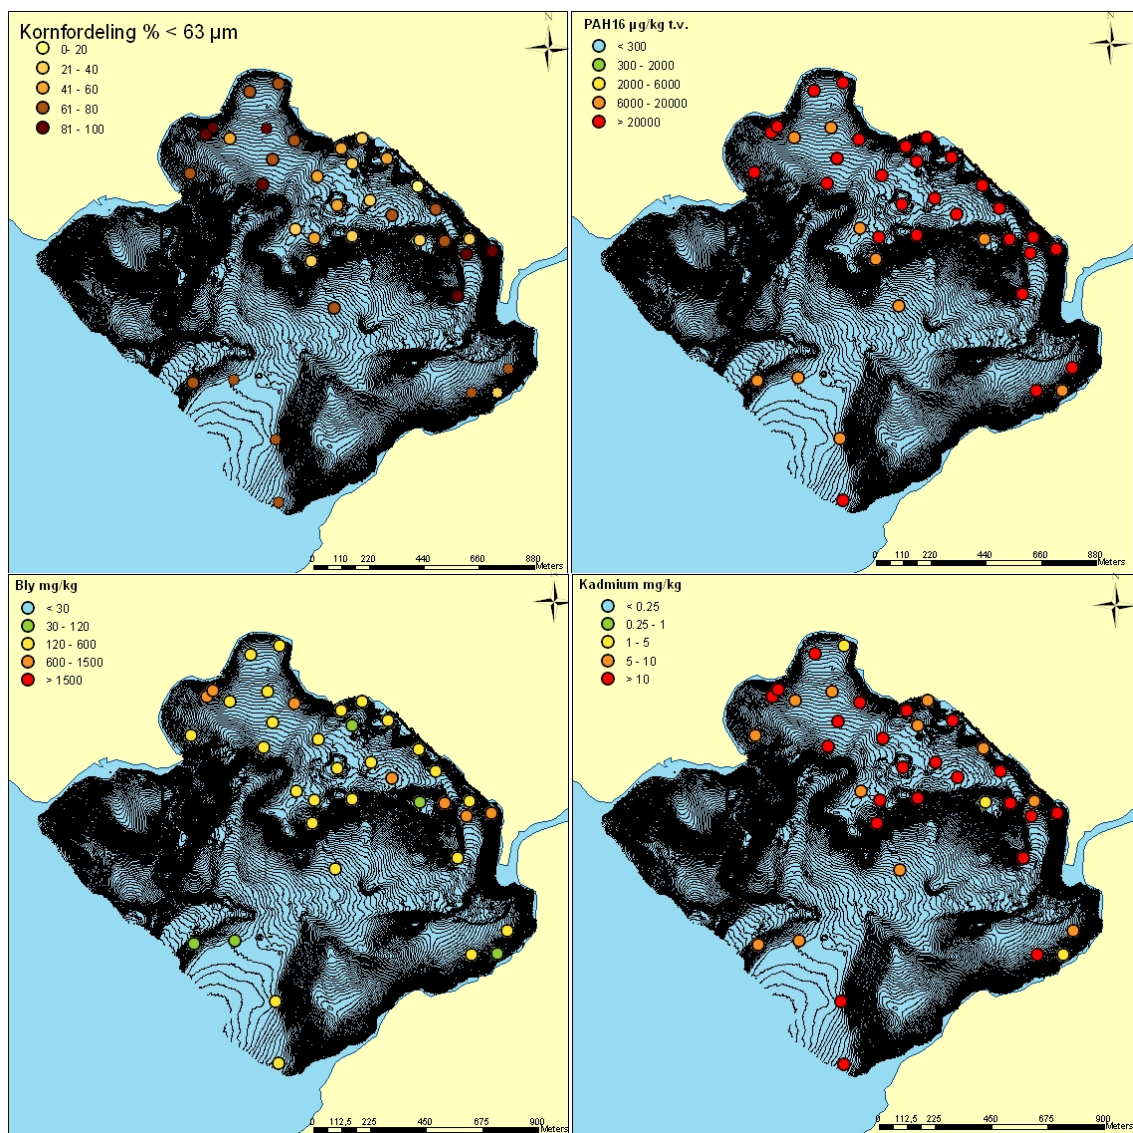 Kornfordeling % < 63 µm
0- 20
21 - 40
41 - 60
61 - 80
81 - 100
N
0 110 220 440 660 880
Meters
PAH16 µg/kg t.v.
< 300
300 - 2000
2000 - 6000
6000 - 20000
> 20000
N
0 110 220 440 660 880
Meters
Bly mg/kg
< 30
30 - 120
120 - 600
600 - 1500
> 1500
N
0 112,5 225 450 675 900
Meters
Kadmium mg/kg
< 0.25
0.25 - 1
1 - 5
5 - 10
> 10
N
0 112,5 225 450 675 900
Meters